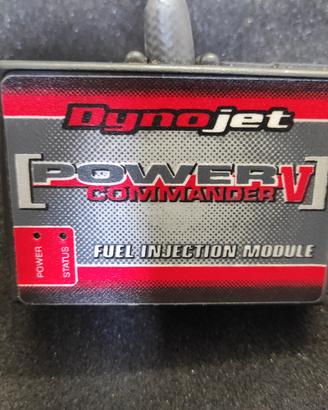 Dynojet
POWER
COMMANDER V
FUEL INJECTION MODULE
POWER
STATUS